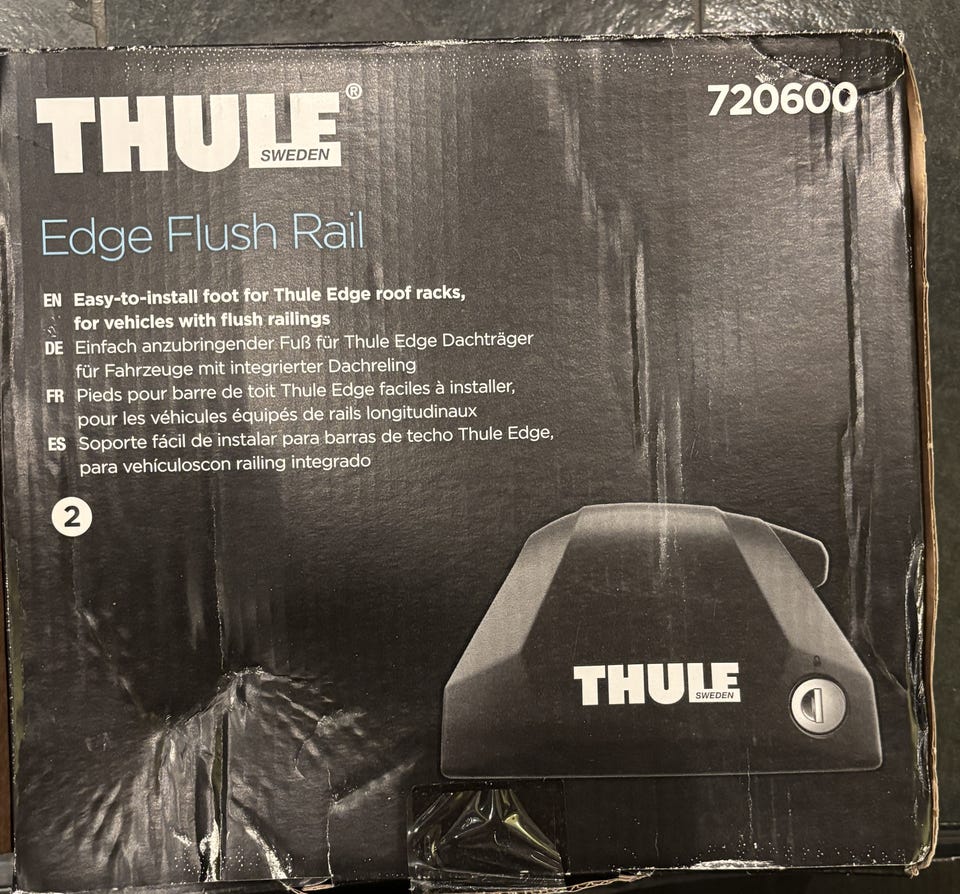 THULE®
SWEDEN
720600
Edge Flush Rail
EN Easy-to-install foot for Thule Edge roof racks,
for vehicles with flush railings
DE Einfach anzubringender Fuß für Thule Edge Dachträger
für Fahrzeuge mit integrierter Dachreling
FR Pieds pour barre de toit Thule Edge faciles à installer,
pour les véhicules équipés de rails longitudinaux
ES Soporte fácil de instalar para barras de techo Thule Edge,
para vehículoscon railing integrado
2
THULE
SWEDEN